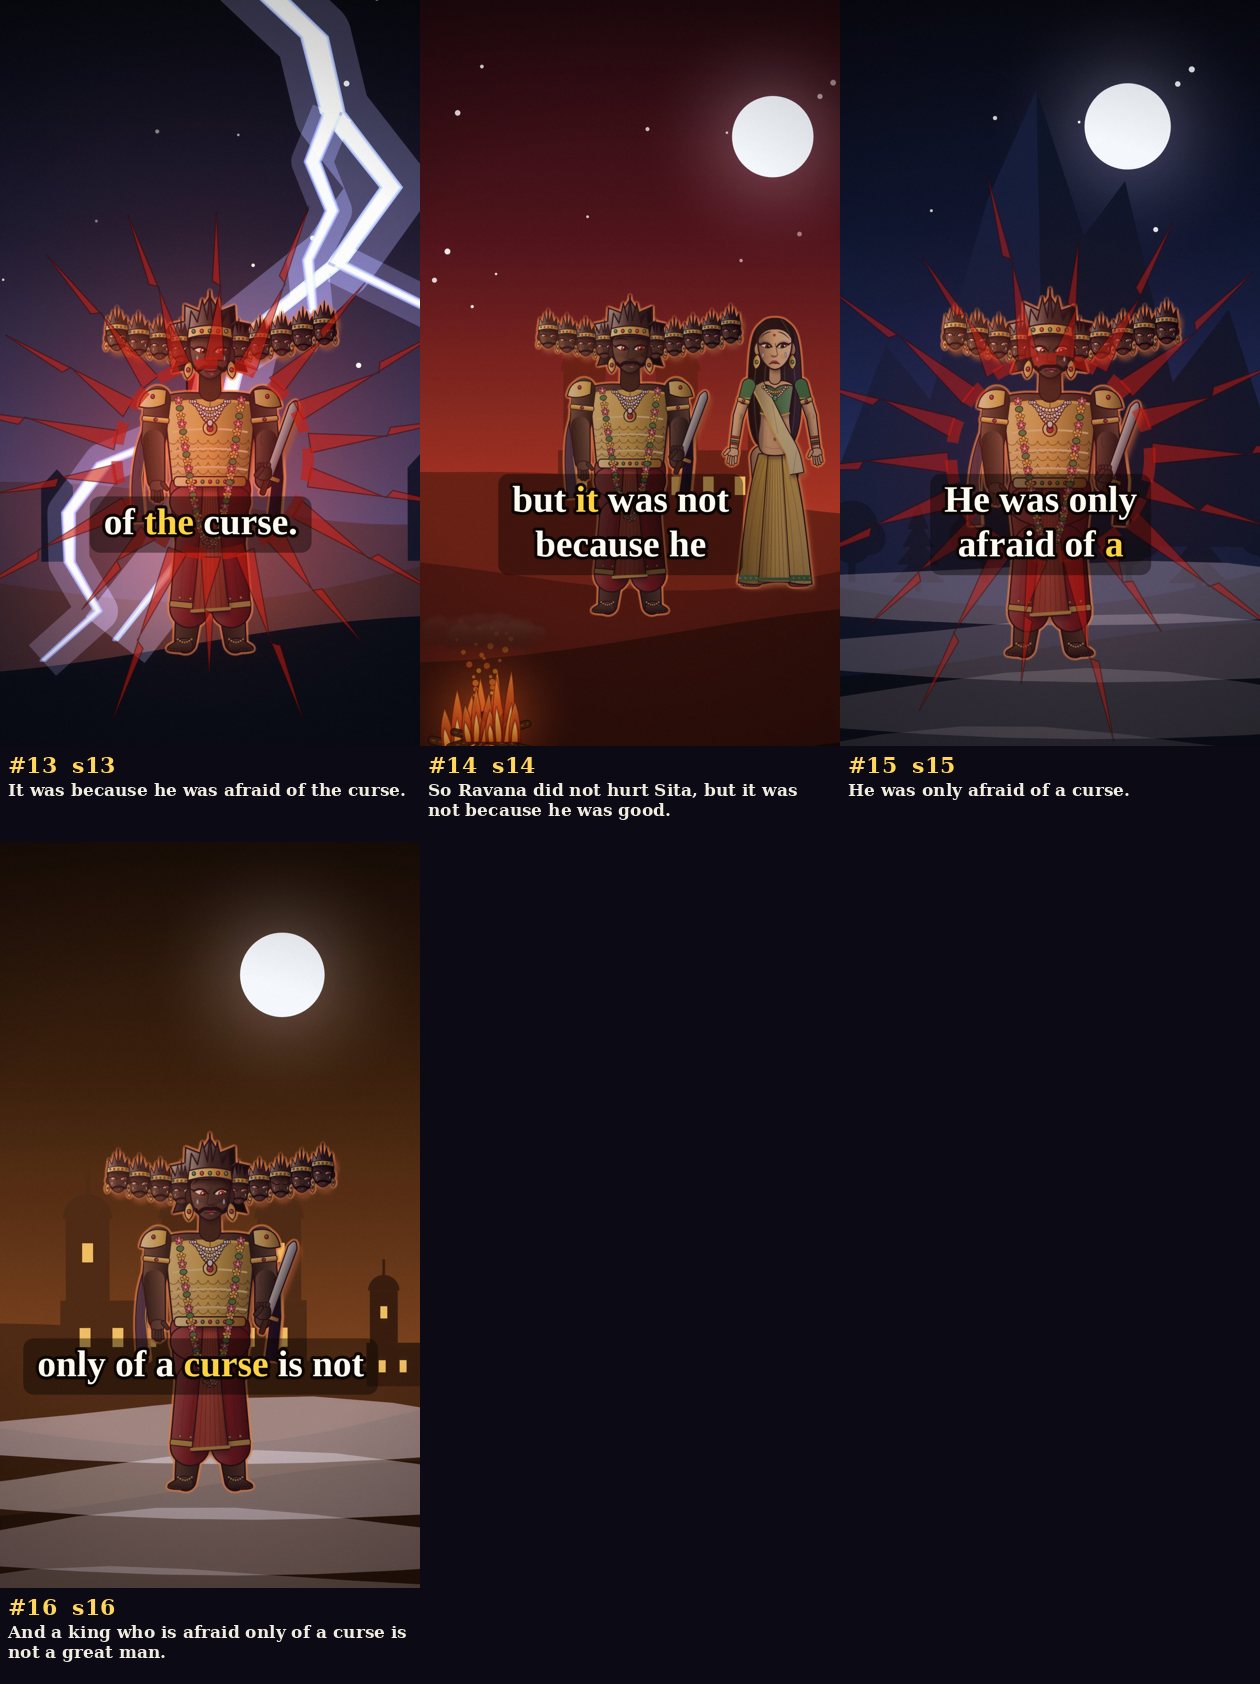 of the curse.
#13 s13
It was because he was afraid of the curse.
but it was not
because he
#14 s14
So Ravana did not hurt Sita, but it was
not because he was good.
He was only
afraid of a
#15 s15
He was only afraid of a curse.
only of a curse is not
#16 s16
And a king who is afraid only of a curse is
not a great man.